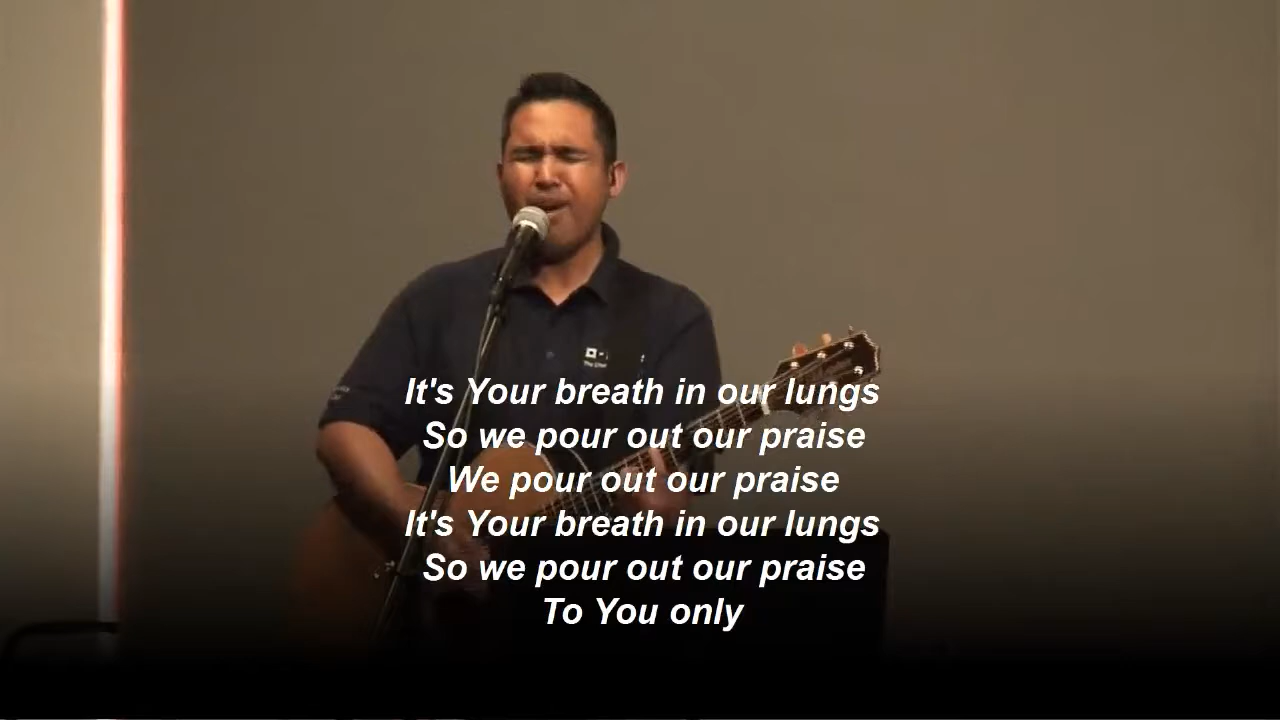 It's Your breath in our lungs
So we pour out our praise
We pour out our praise
It's Your breath in our lungs
So we pour out our praise
To You only